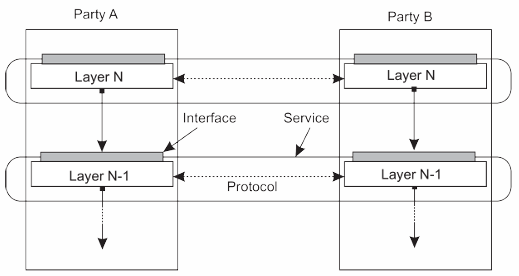 Party A
Party B
Layer N
Layer N
Interface
Service
Layer N-1
Layer N-1
Protocol